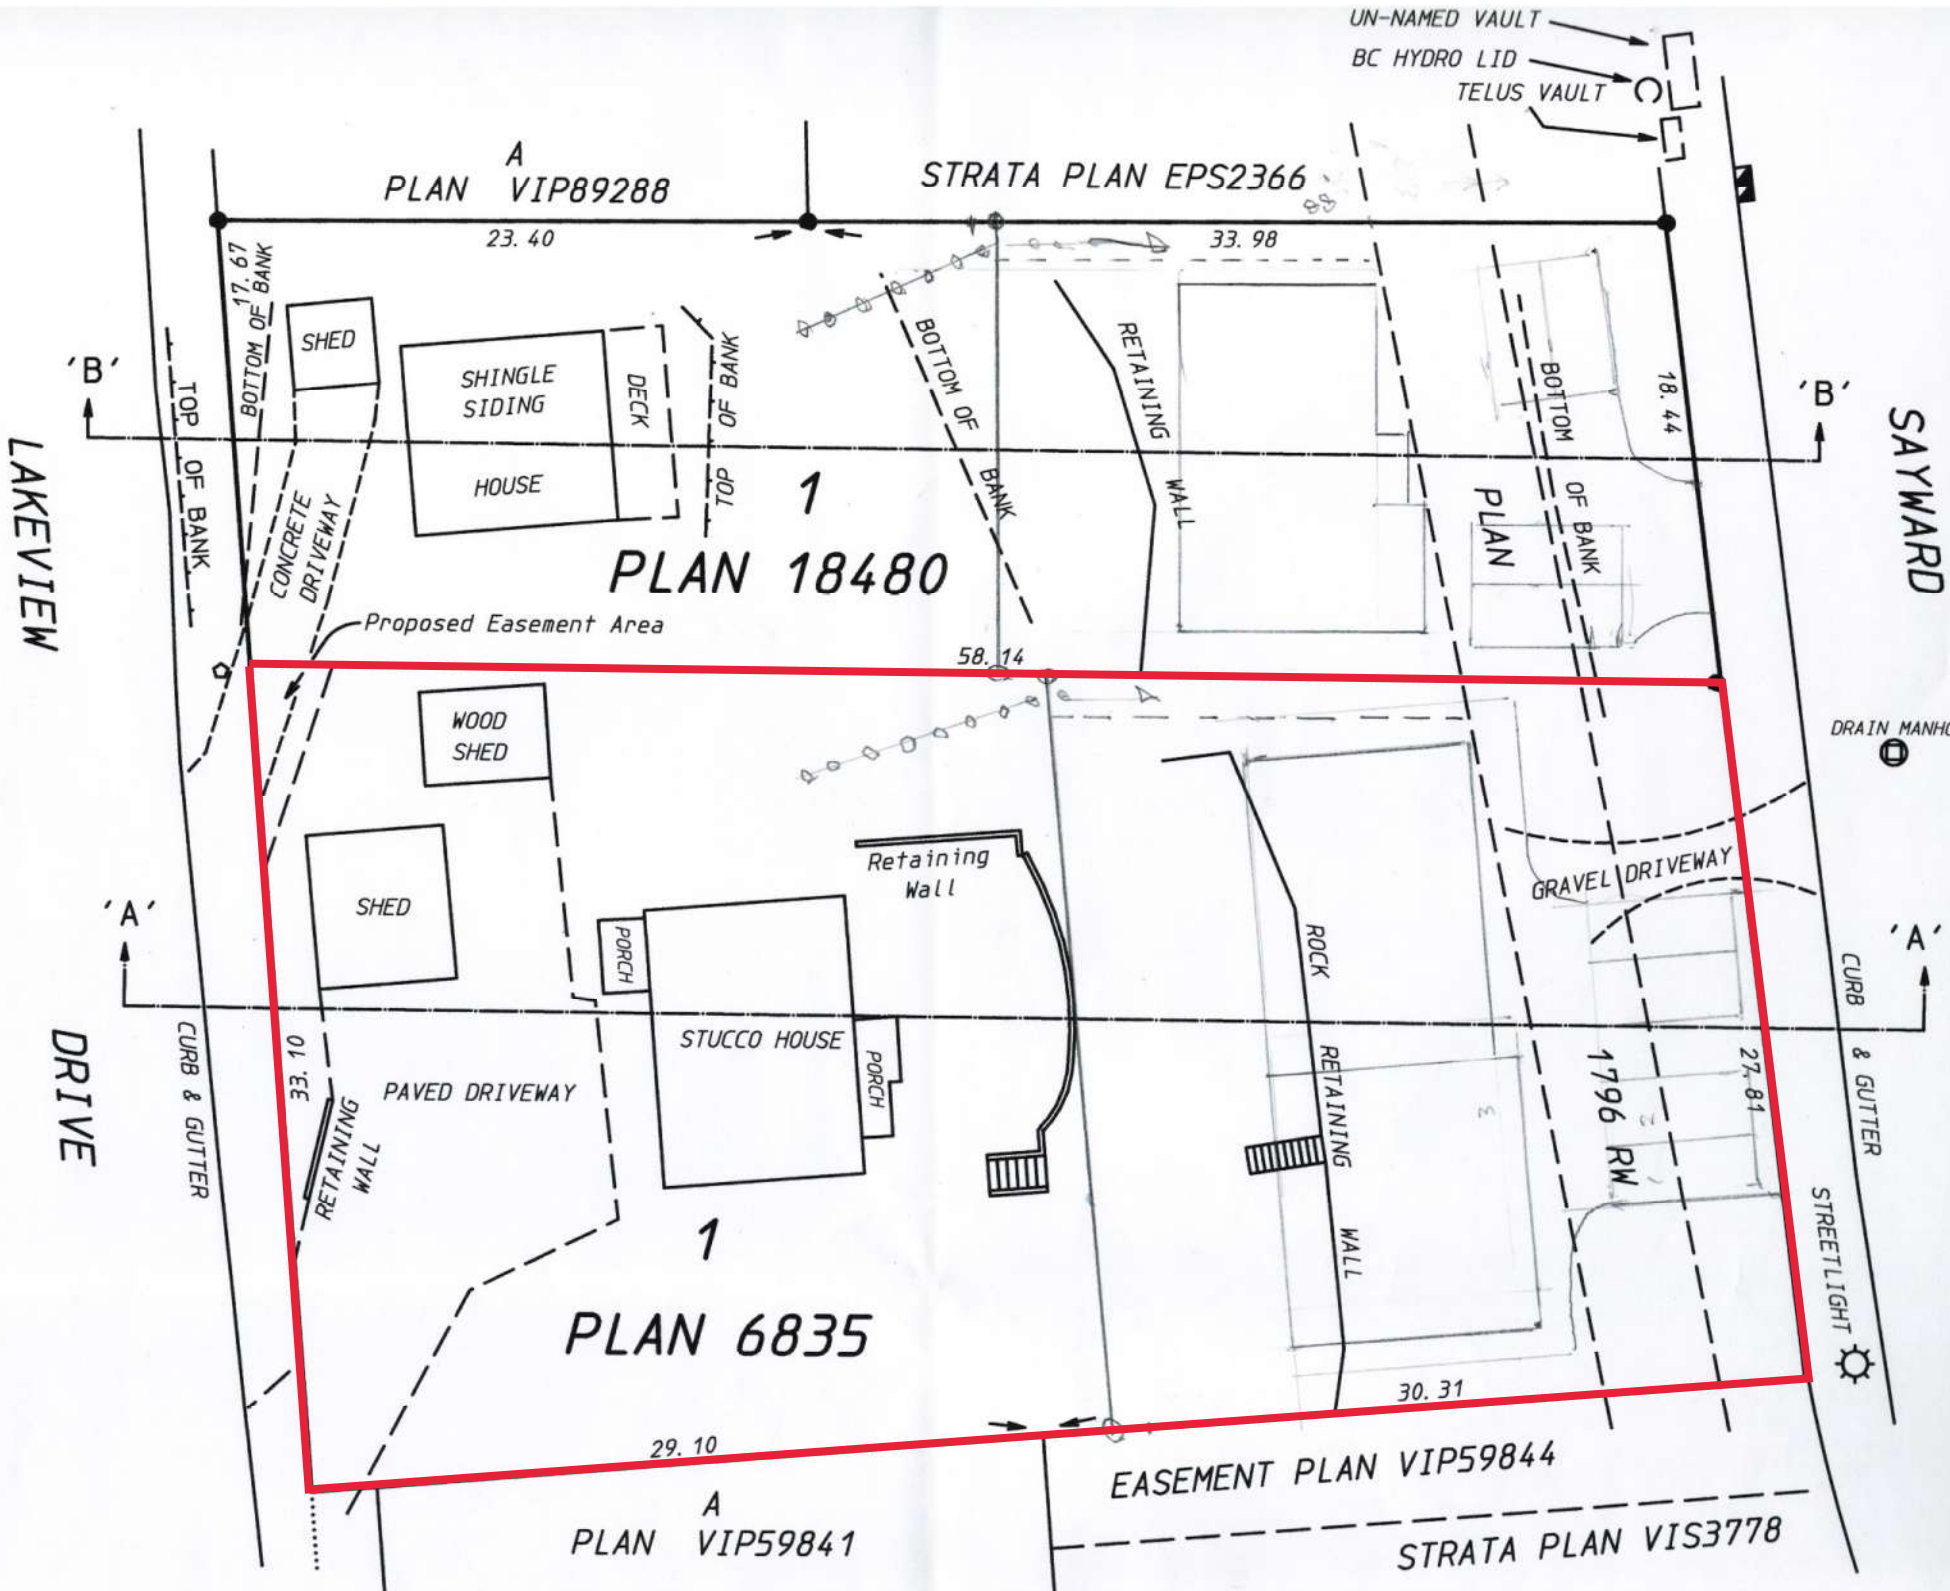 UN-NAMED VAULT
BC HYDRO LID
TELUS VAULT
A
PLAN VIP89288
STRATA PLAN EPS2366
88'
23.40
33.98
17.67
BOTTOM OF BANK
TOP OF BANK
SHED
SHINGLE
SIDING
HOUSE
DECK
TOP OF BANK
BOTTOM OF BANK
RETAINING WALL
BOTTOM OF BANK
18.44
'B'
'B'
LAKEVIEW
SAYWARD
CONCRETE
DRIVEWAY
1
PLAN 18480
PLAN
Proposed Easement Area
58.14
WOOD
SHED
DRAIN MANHO
SHED
Retaining
Wall
GRAVEL DRIVEWAY
'A'
'A'
PORCH
STUCCO HOUSE
PORCH
ROCK RETAINING WALL
CURB & GUTTER
DRIVE
CURB & GUTTER
33.10
PAVED DRIVEWAY
RETAINING
WALL
3
1796 RW
2
1
27.81
STREETLIGHT
1
PLAN 6835
30.31
29.10
A
PLAN VIP59841
EASEMENT PLAN VIP59844
STRATA PLAN VIS3778